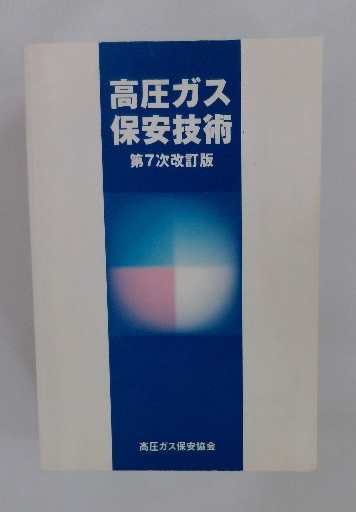 高圧ガス
保安技術
第7次改訂版
高圧ガス保安協会